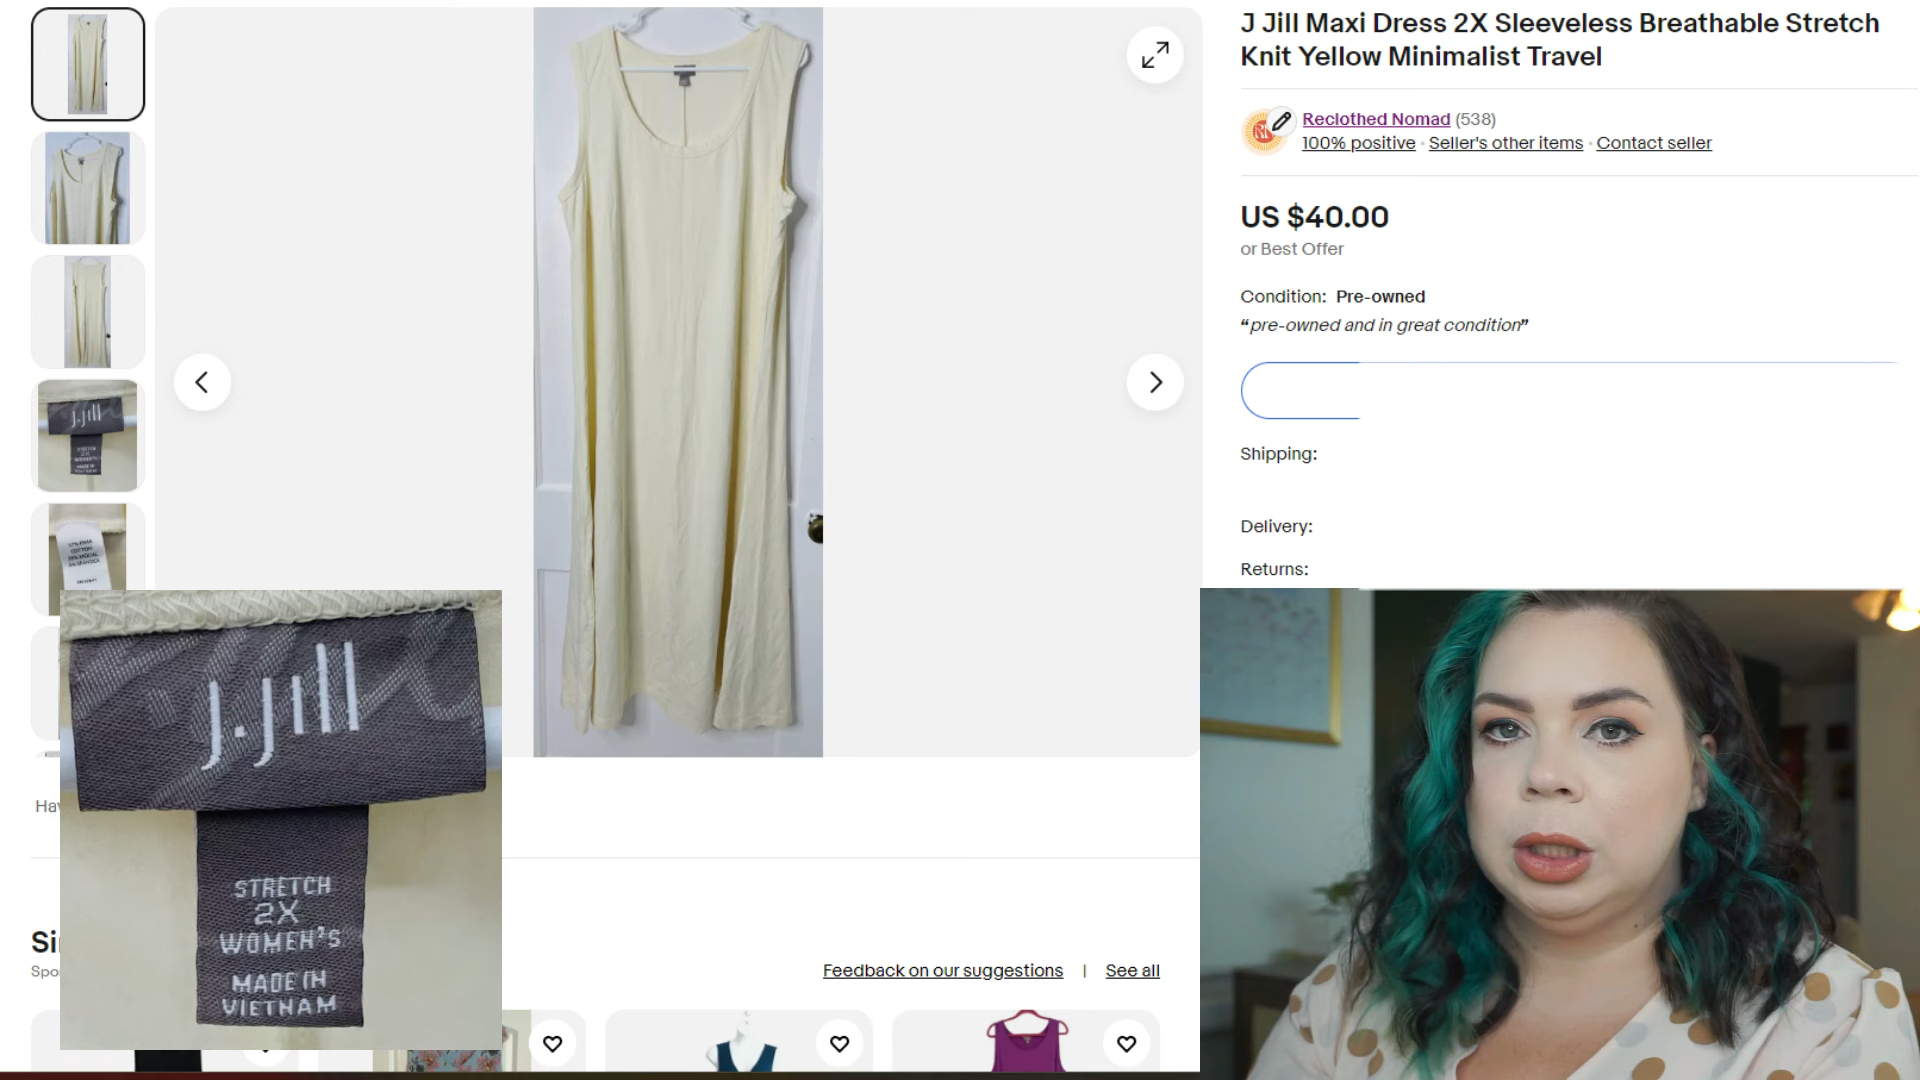 J Jill Maxi Dress 2X Sleeveless Breathable Stretch
Knit Yellow Minimalist Travel
Reclothed Nomad (538)
100% positive · Seller's other items · Contact seller
US $40.00
or Best Offer
Condition: Pre-owned
“pre-owned and in great condition”
Shipping:
Delivery:
Returns:
J.Jill
J.Jill
STRETCH
2X
WOMEN'S
MADE IN
VIETNAM
Feedback on our suggestions | See all